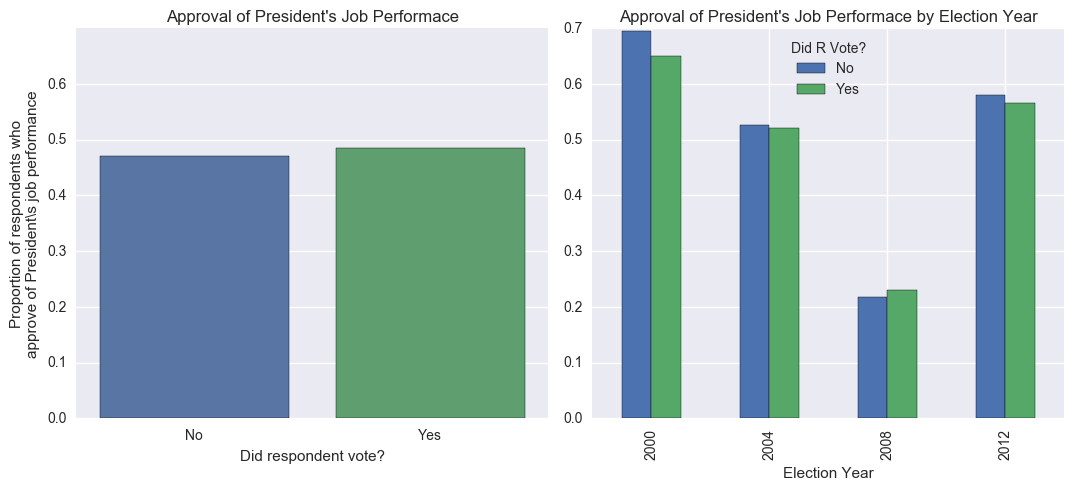 Approval of President's Job Performace
0.6
0.5
0.4
0.3
0.2
0.1
0.0
Proportion of respondents who
approve of President\s job performance
No Yes
Did respondent vote?
Approval of President's Job Performace by Election Year
0.7
0.6
0.5
0.4
0.3
0.2
0.1
0.0
Did R Vote?
No
Yes
2000 2004 2008 2012
Election Year